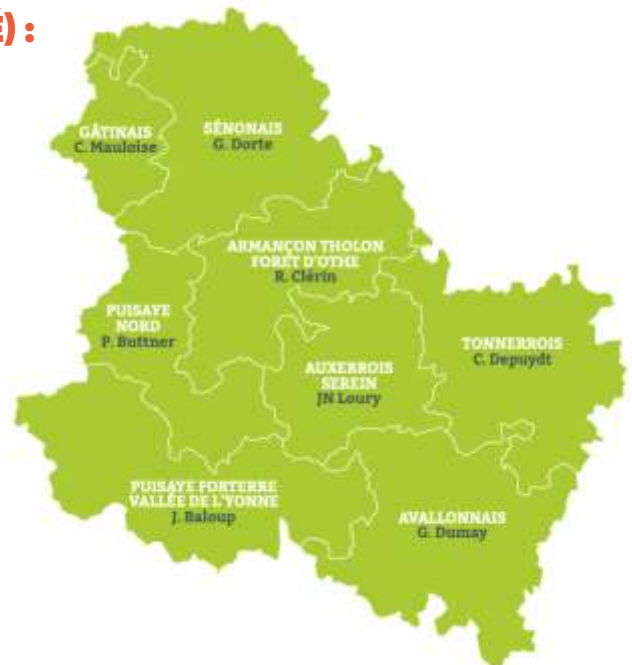 É) :
GÂTINAIS
C. Mauloise
SÉNONAIS
G. Dorte
ARMANÇON THOLON
FORÊT D'OTHE
R. Clérin
PUISAYE
NORD
P. Buttner
TONNERROIS
C. Depuydt
AUXERROIS
SEREIN
JN Loury
PUISAYE FORTERRE
VALLÉE DE L'YONNE
J. Baloup
AVALLONNAIS
G. Dumay